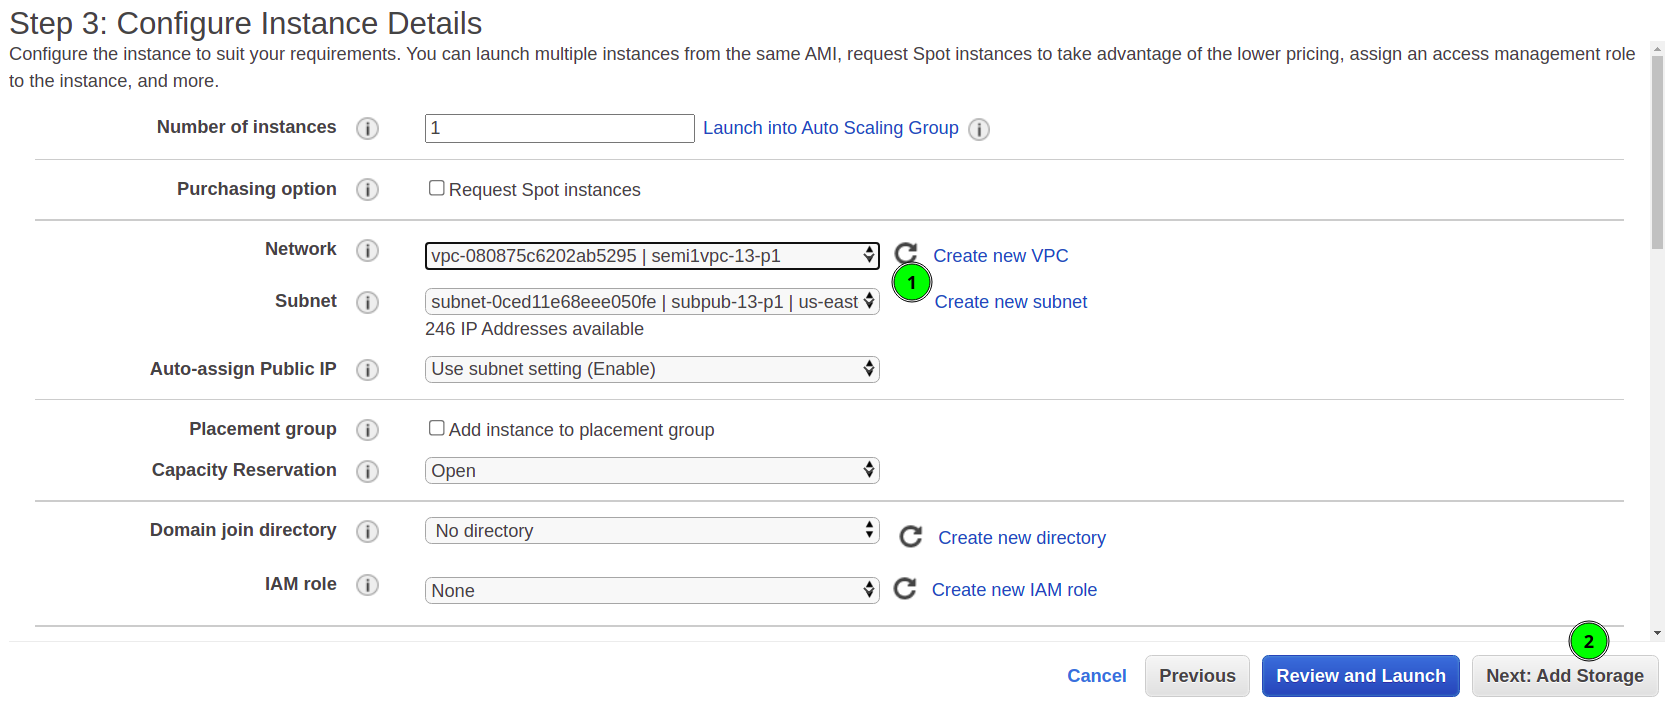 Step 3: Configure Instance Details
Configure the instance to suit your requirements. You can launch multiple instances from the same AMI, request Spot instances to take advantage of the lower pricing, assign an access management role
to the instance, and more.
Number of instances i 1 Launch into Auto Scaling Group i
Purchasing option i Request Spot instances
Network i vpc-080875c6202ab5295 | semi1vpc-13-p1 Create new VPC
1
Subnet i subnet-0ced11e68eee050fe | subpub-13-p1 | us-east Create new subnet
246 IP Addresses available
Auto-assign Public IP i Use subnet setting (Enable)
Placement group i Add instance to placement group
Capacity Reservation i Open
Domain join directory i No directory Create new directory
IAM role i None Create new IAM role
2
Cancel Previous Review and Launch Next: Add Storage